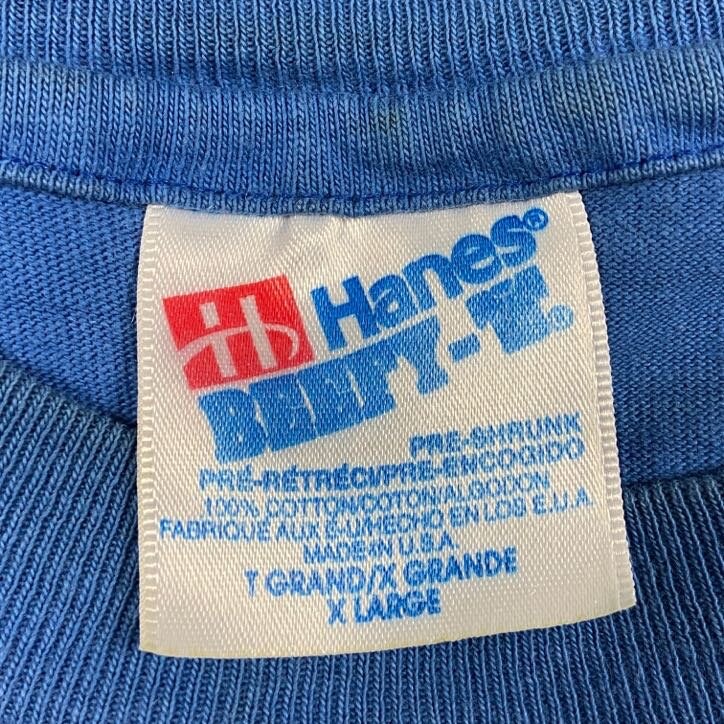 H Hanes®
BEEFY-T®
PRE-SHRUNK
PRÉ-RÉTRÉCI/PRE-ENCOGIDO
100% COTTON/COTON/ALGODON
FABRIQUÉ AUX É.U./HECHO EN LOS E.U.A
MADE IN U.S.A
T GRAND/X GRANDE
X LARGE